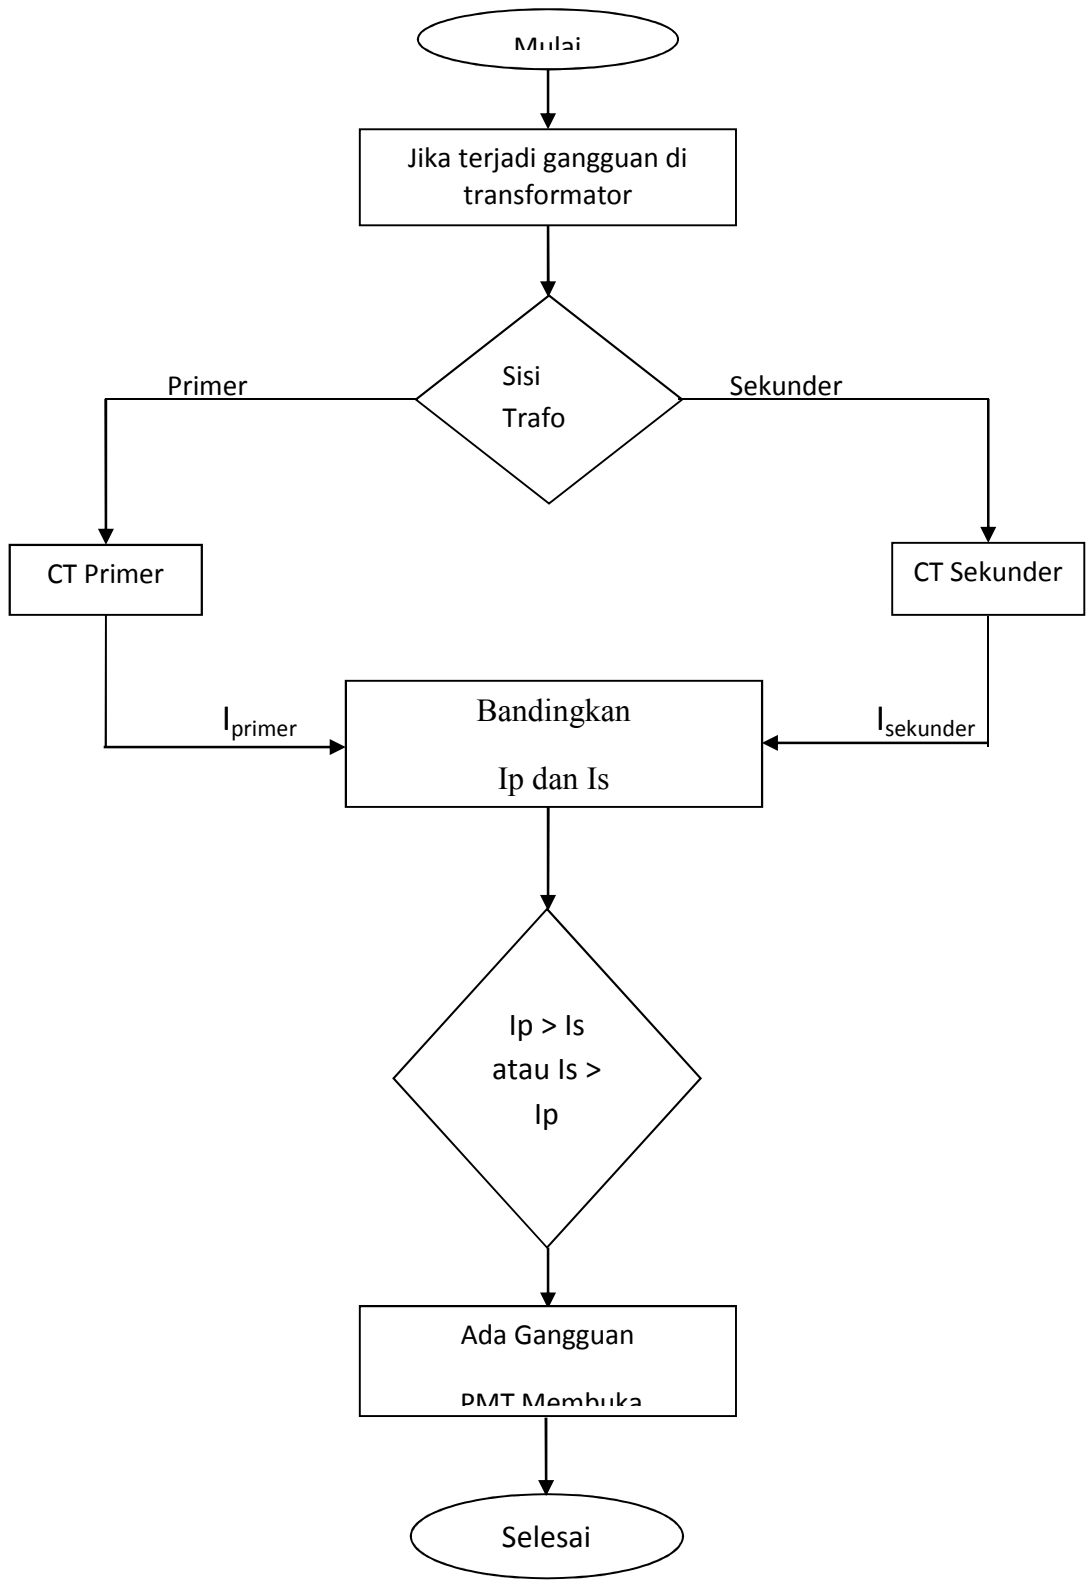 Mulai
Jika terjadi gangguan di
transformator
Sisi
Trafo
Primer
Sekunder
CT Primer
CT Sekunder
Iprimer
Bandingkan
Ip dan Is
Isekunder
Ip > Is
atau Is >
Ip
Ada Gangguan
PMT Membuka
Selesai